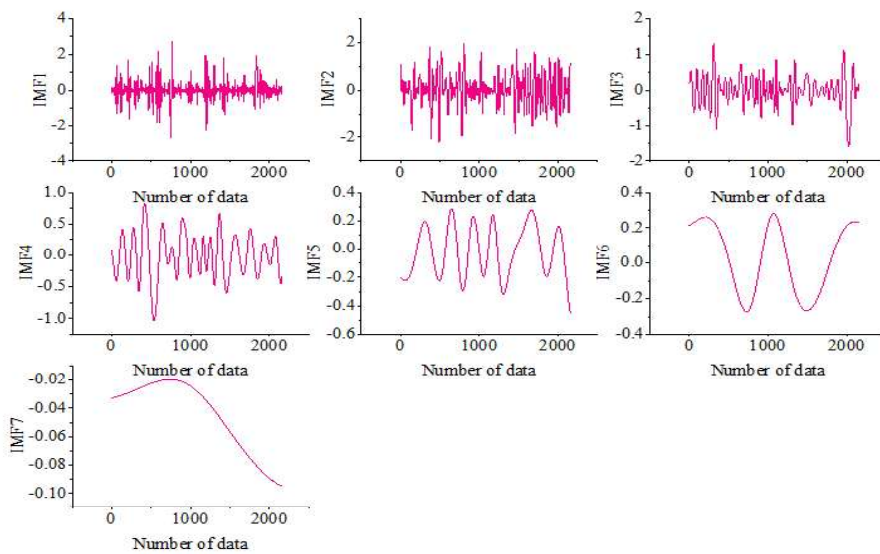 4
2
0
-2
-4
IMF1
0 1000 2000
Number of data
2
0
-2
IMF2
0 1000 2000
Number of data
2
1
0
-1
-2
IMF3
0 1000 2000
Number of data
1.0
0.5
0.0
-0.5
-1.0
IMF4
0 1000 2000
Number of data
0.4
0.2
0.0
-0.2
-0.4
-0.6
IMF5
0 1000 2000
Number of data
0.4
0.2
0.0
-0.2
-0.4
IMF6
0 1000 2000
Number of data
-0.02
-0.04
-0.06
-0.08
-0.10
IMF7
0 1000 2000
Number of data